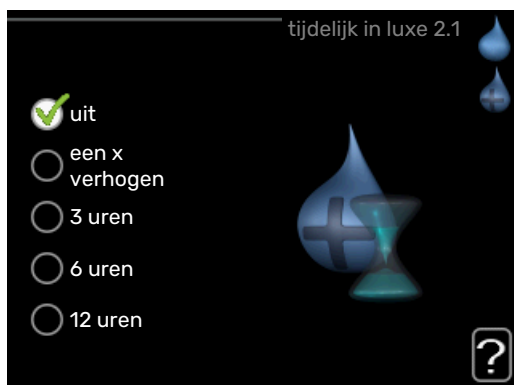 tijdelijk in luxe 2.1
uit
een x
verhogen
3 uren
6 uren
12 uren
?